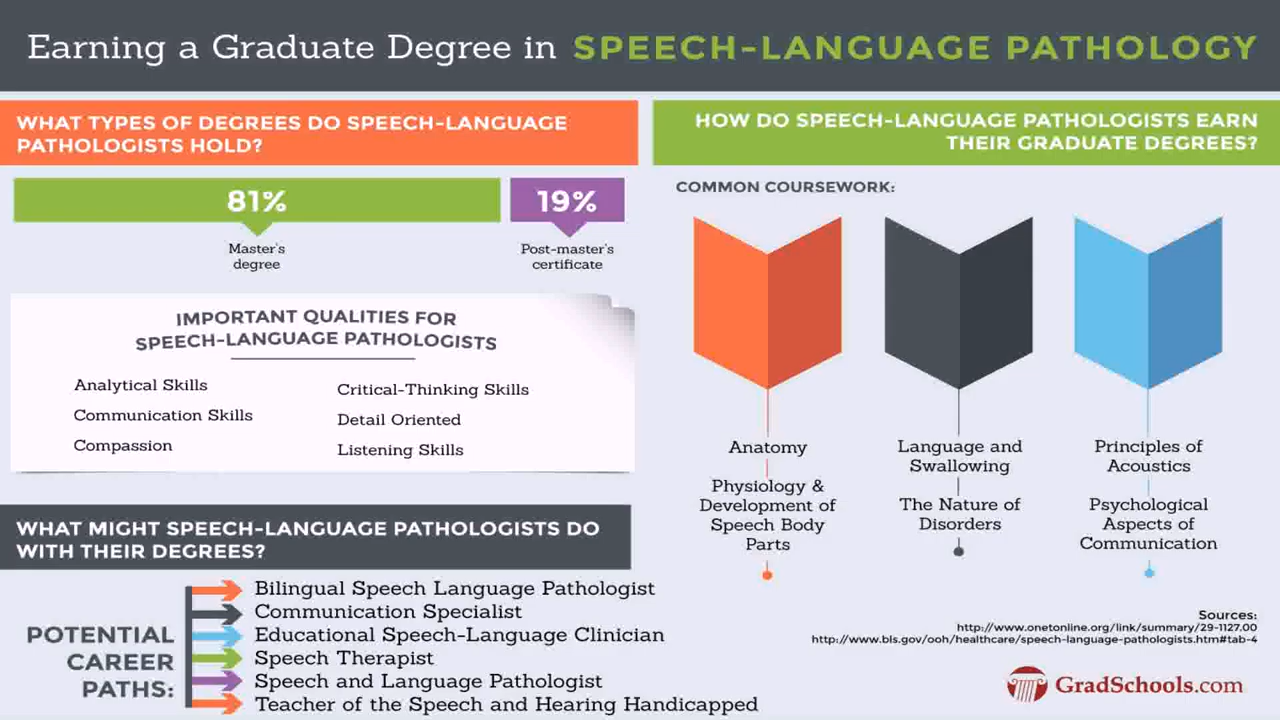 Earning a Graduate Degree in SPEECH-LANGUAGE PATHOLOGY
WHAT TYPES OF DEGREES DO SPEECH-LANGUAGE
PATHOLOGISTS HOLD?
81%
19%
Master's
degree
Post-master's
certificate
IMPORTANT QUALITIES FOR
SPEECH-LANGUAGE PATHOLOGISTS
Analytical Skills
Communication Skills
Compassion
Critical-Thinking Skills
Detail Oriented
Listening Skills
WHAT MIGHT SPEECH-LANGUAGE PATHOLOGISTS DO
WITH THEIR DEGREES?
POTENTIAL
CAREER
PATHS:
Bilingual Speech Language Pathologist
Communication Specialist
Educational Speech-Language Clinician
Speech Therapist
Speech and Language Pathologist
Teacher of the Speech and Hearing Handicapped
HOW DO SPEECH-LANGUAGE PATHOLOGISTS EARN
THEIR GRADUATE DEGREES?
COMMON COURSEWORK:
Anatomy
Physiology &
Development of
Speech Body
Parts
Language and
Swallowing
The Nature of
Disorders
Principles of
Acoustics
Psychological
Aspects of
Communication
Sources:
http://www.onetonline.org/link/summary/29-1127.00
http://www.bls.gov/ooh/healthcare/speech-language-pathologists.htm#tab-4
GradSchools.com